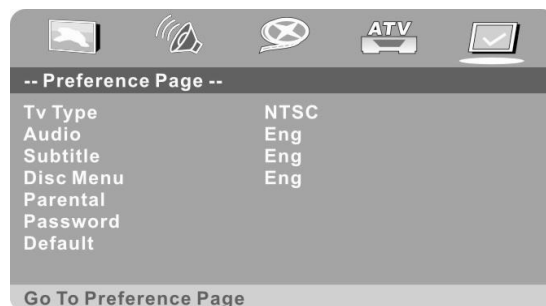 ATV
-- Preference Page --
Tv Type NTSC
Audio Eng
Subtitle Eng
Disc Menu Eng
Parental
Password
Default
Go To Preference Page